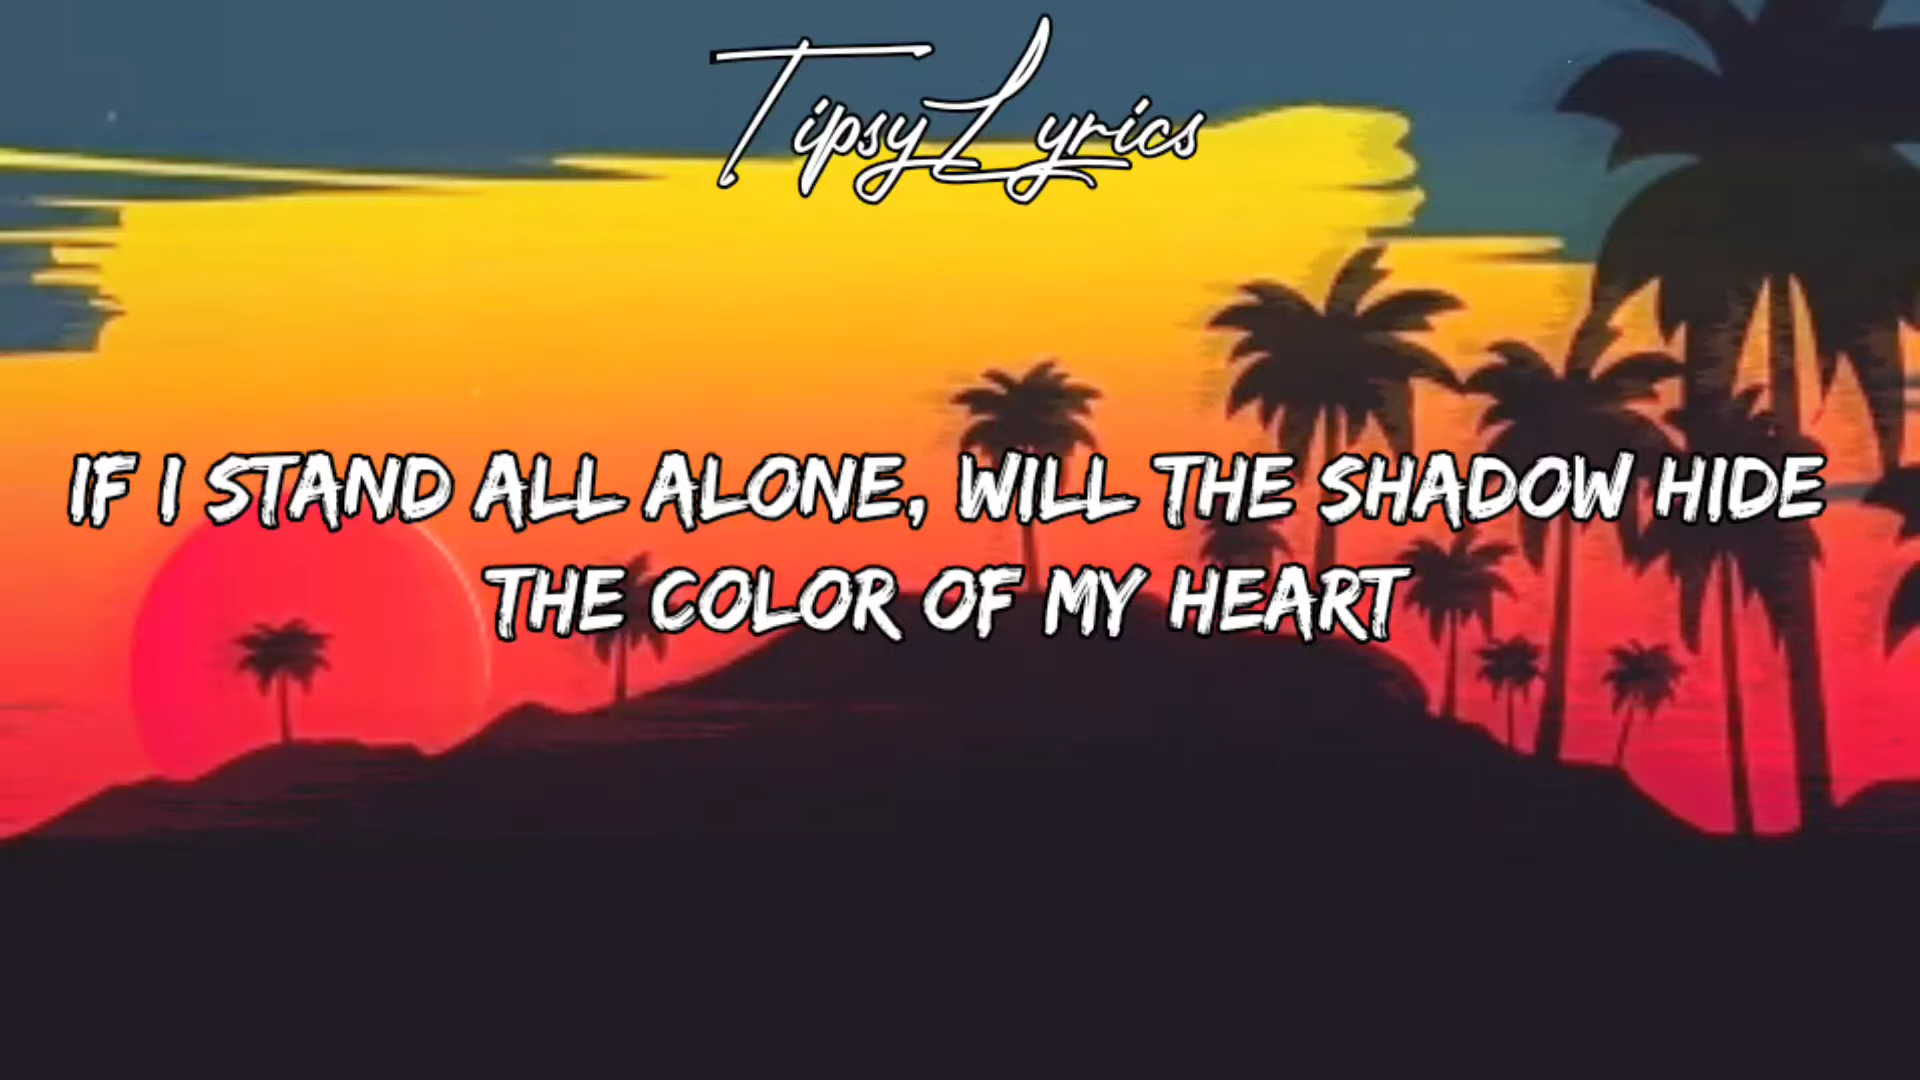 TipsyLyrics
IF I STAND ALL ALONE, WILL THE SHADOW HIDE
THE COLOR OF MY HEART